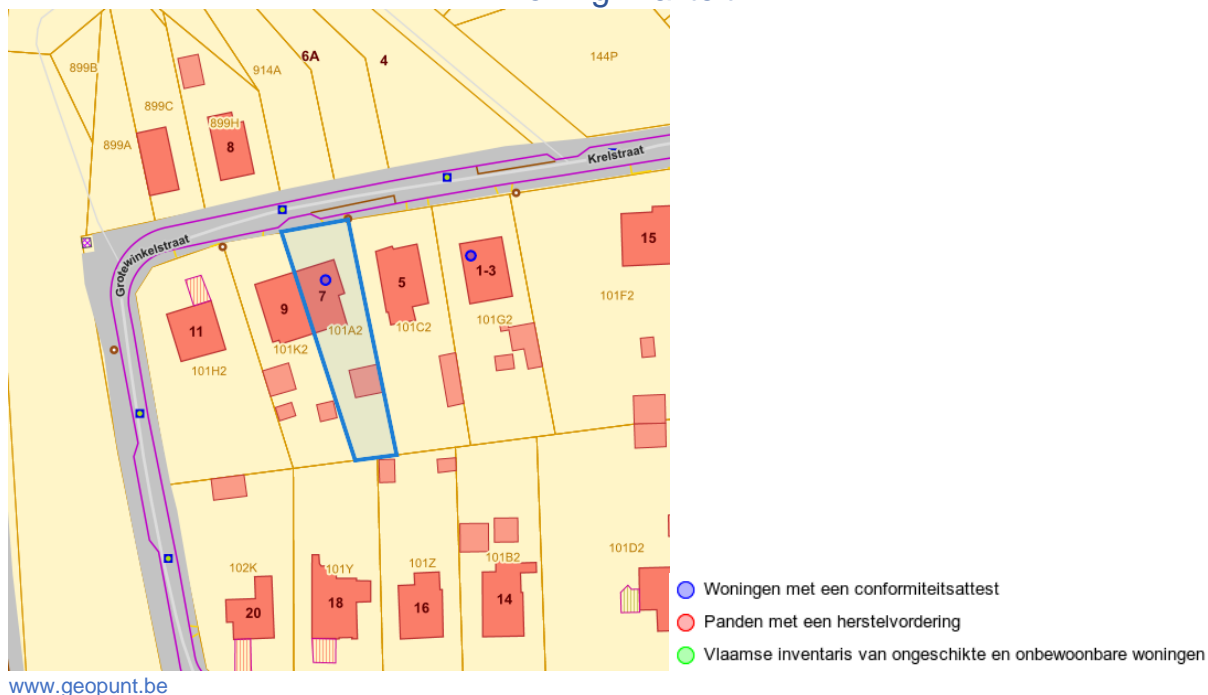 6A
4
144P
899B
914A
899C
899H
899A
8
Krelstraat
Grotewinkelstraat
15
1-3
5
7
9
11
101F2
101G2
101C2
101A2
101K2
101H2
101D2
101B2
101Z
101Y
102K
20
18
16
14
Woningen met een conformiteitsattest
Panden met een herstelvordering
Vlaamse inventaris van ongeschikte en onbewoonbare woningen
www.geopunt.be